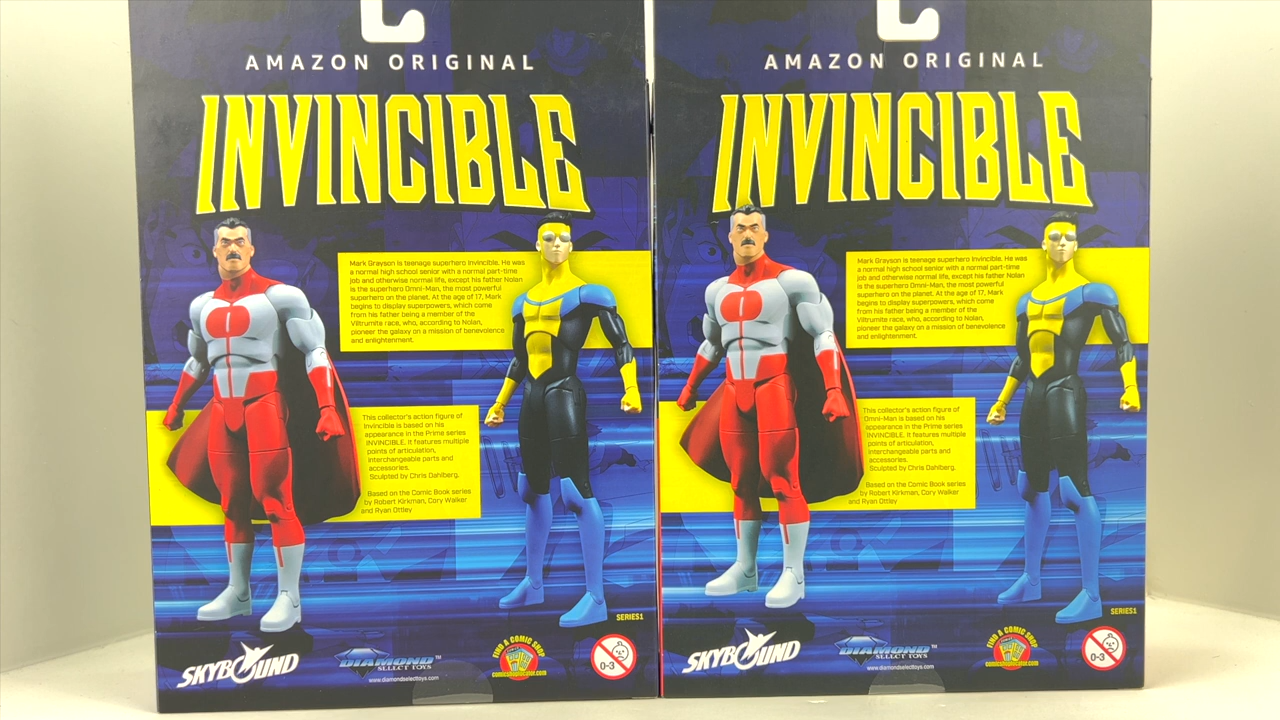 AMAZON ORIGINAL
INVINCIBLE
Mark Grayson is teenage superhero Invincible. He was
a normal high school senior with a normal part-time
job and otherwise normal life, except his father Nolan
is the superhero Omni-Man, the most powerful
superhero on the planet. At the age of 17, Mark
begins to display superpowers, which come
from his father being a member of the
Viltrumite race, who, according to Nolan,
pioneer the galaxy on a mission of benevolence
and enlightenment.
This collector's action figure of
Invincible is based on his
appearance in the Prime series
INVINCIBLE. It features multiple
points of articulation,
interchangeable parts and
accessories.
Sculpted by Chris Dahlberg.
Based on the Comic Book series
by Robert Kirkman, Cory Walker
and Ryan Ottley
SERIES1
SKYBOUND
DIAMOND™
SELECT TOYS
www.diamondselecttoys.com
FIND A COMIC SHOP
comicshoplocator.com
0-3
AMAZON ORIGINAL
INVINCIBLE
Mark Grayson is teenage superhero Invincible. He was
a normal high school senior with a normal part-time
job and otherwise normal life, except his father Nolan
is the superhero Omni-Man, the most powerful
superhero on the planet. At the age of 17, Mark
begins to display superpowers, which come
from his father being a member of the
Viltrumite race, who, according to Nolan,
pioneer the galaxy on a mission of benevolence
and enlightenment.
This collector's action figure of
Omni-Man is based on his
appearance in the Prime series
INVINCIBLE. It features multiple
points of articulation,
interchangeable parts and
accessories.
Sculpted by Chris Dahlberg.
Based on the Comic Book series
by Robert Kirkman, Cory Walker
and Ryan Ottley
SERIES1
SKYBOUND
DIAMOND™
SELECT TOYS
www.diamondselecttoys.com
FIND A COMIC SHOP
comicshoplocator.com
0-3